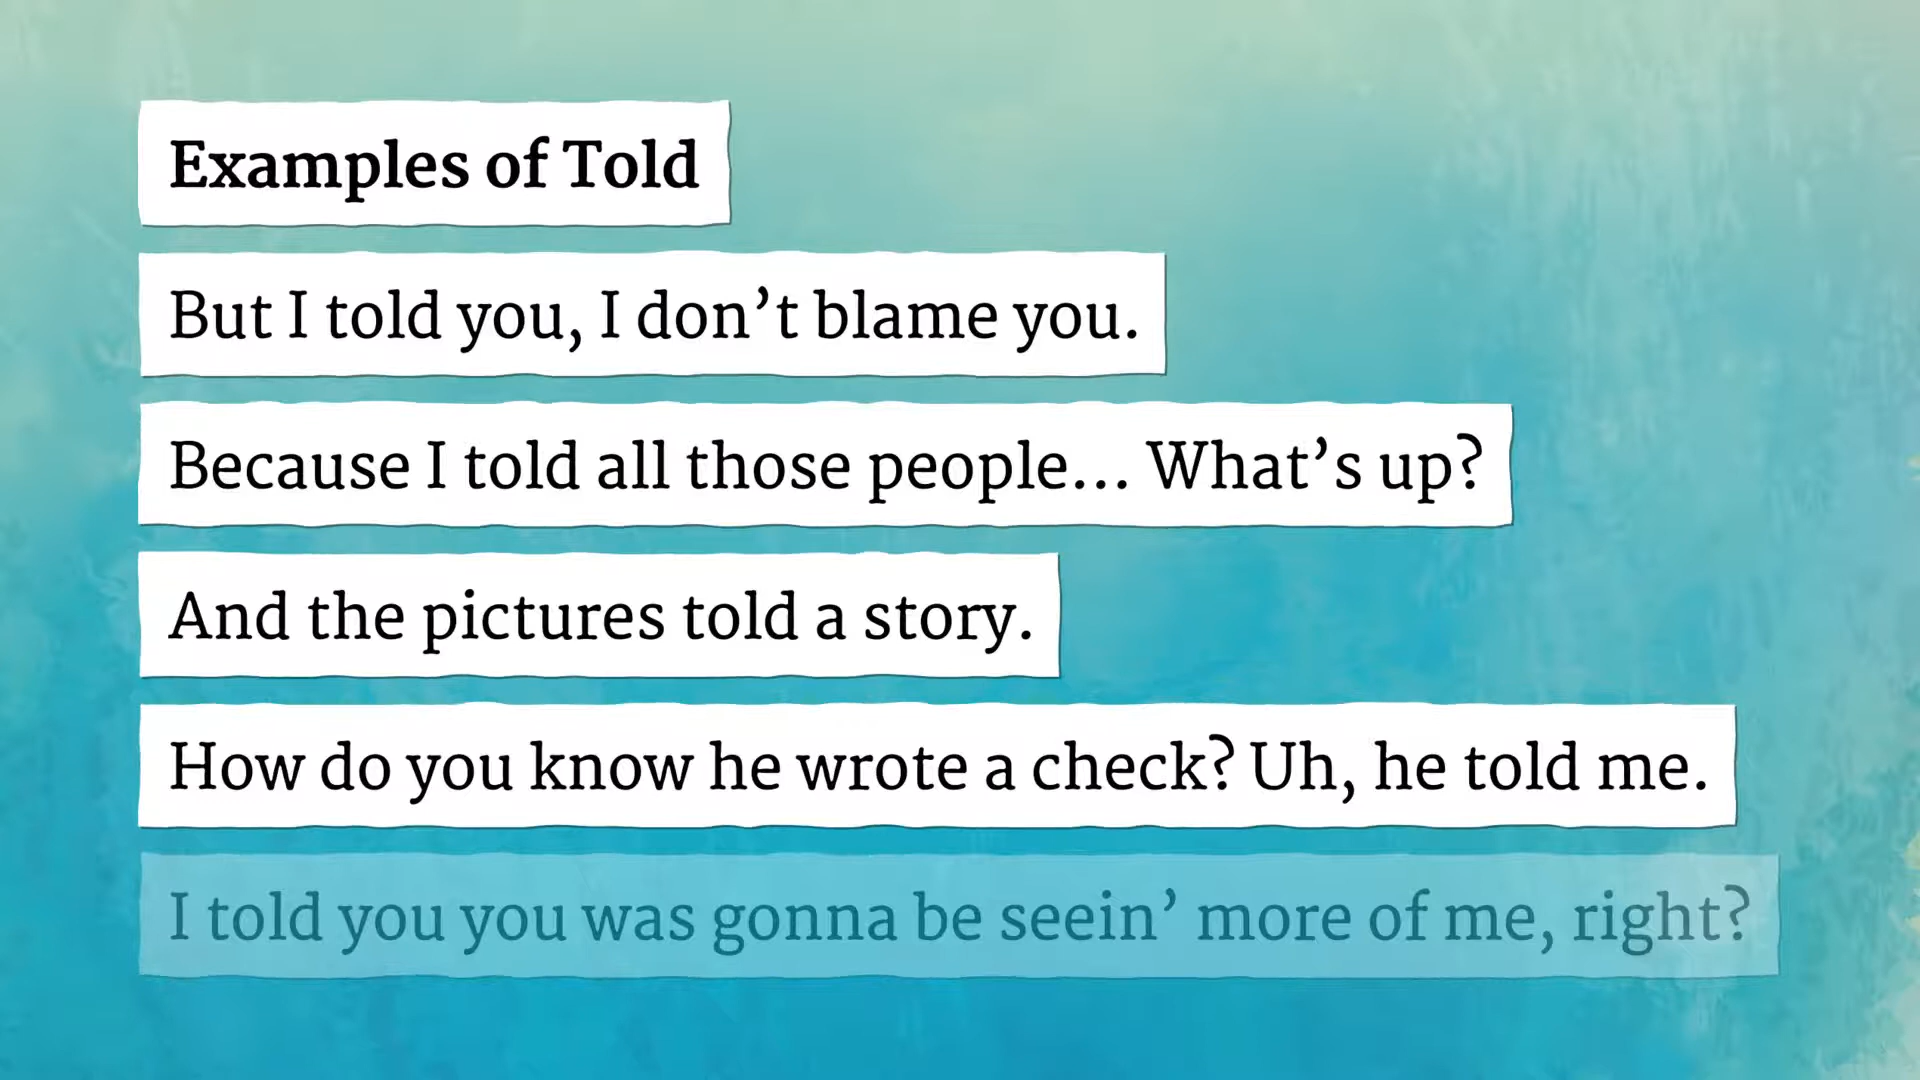 Examples of Told
But I told you, I don’t blame you.
Because I told all those people... What’s up?
And the pictures told a story.
How do you know he wrote a check? Uh, he told me.
I told you you was gonna be seein’ more of me, right?